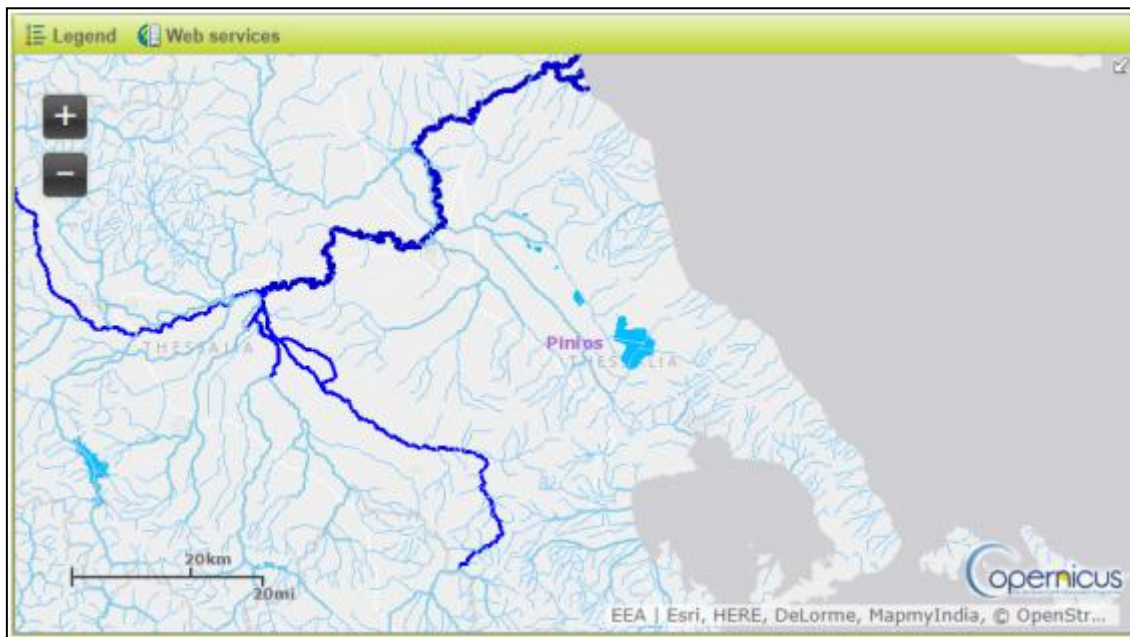 Legend Web services
+
−
THESSALIA
Pinios
THESSALIA
20km
20mi
opernicus
EEA | Esri, HERE, DeLorme, MapmyIndia, © OpenStr...